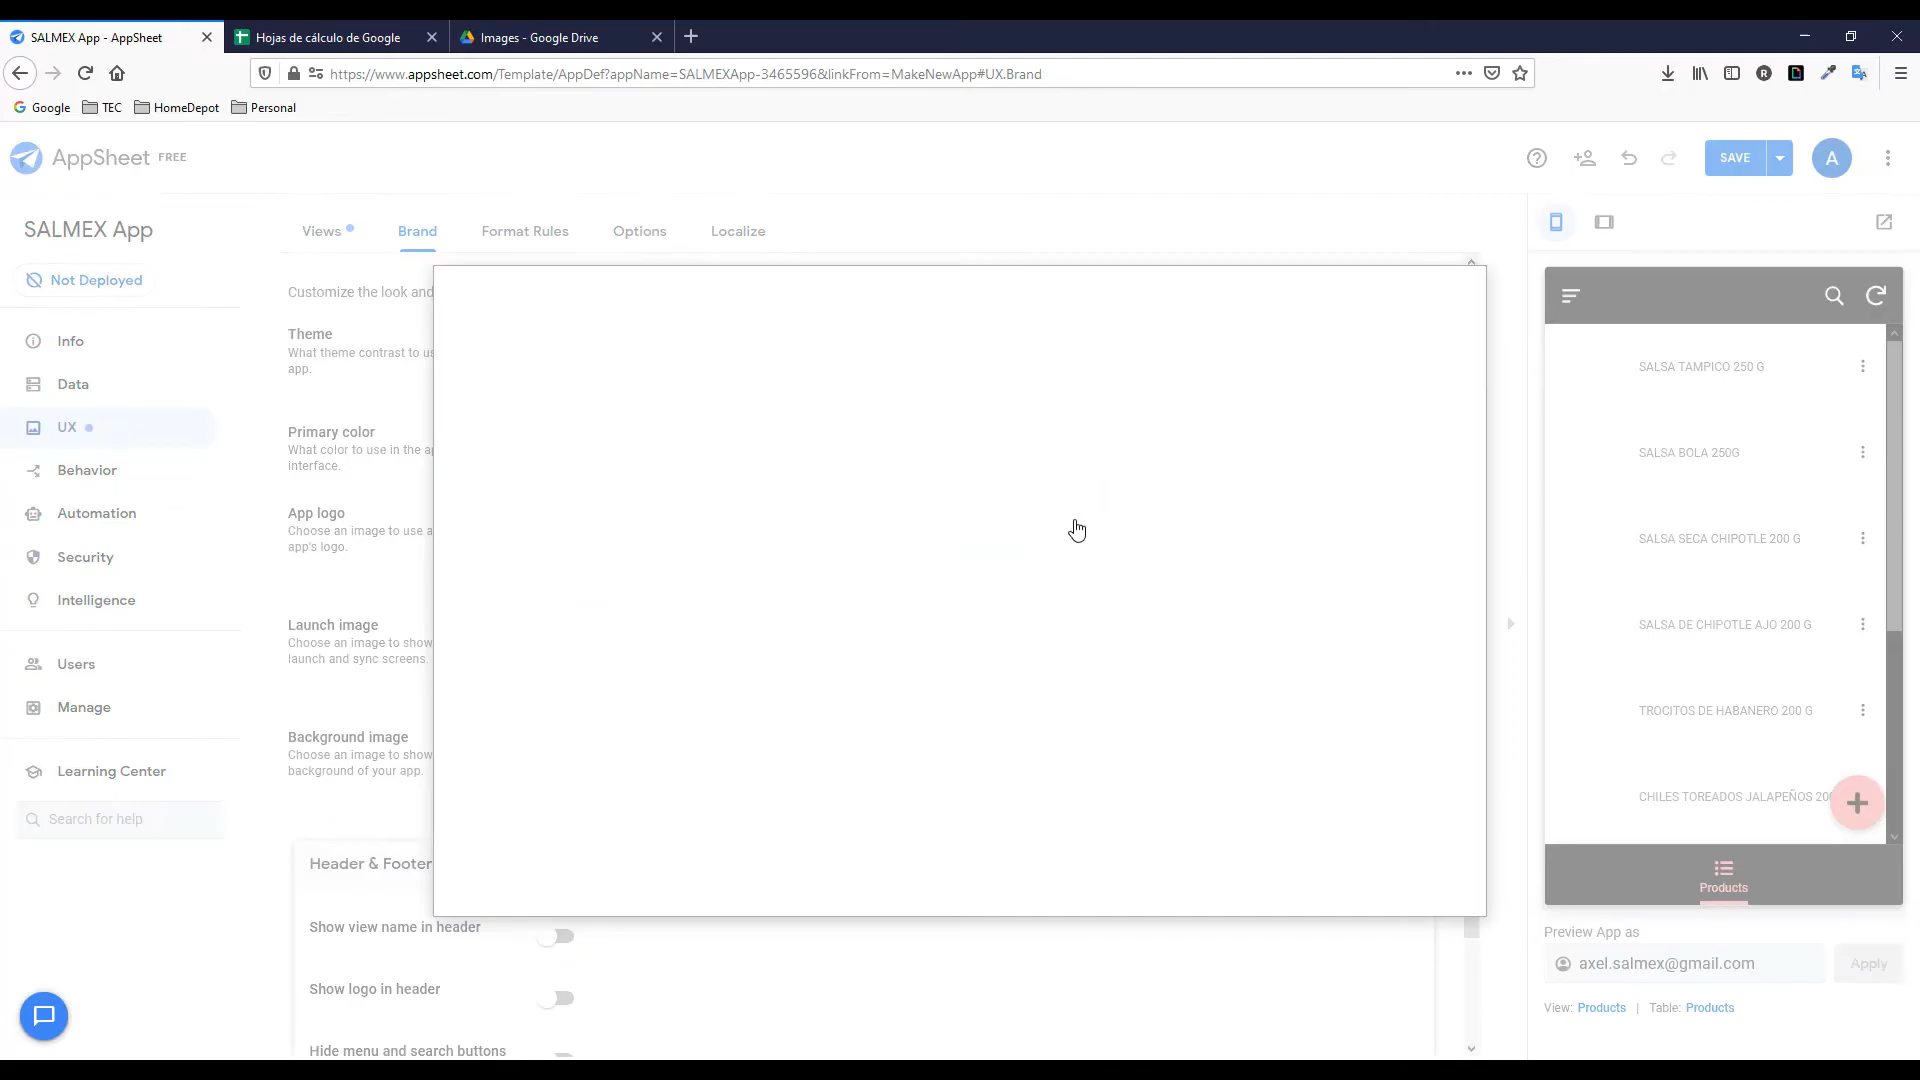 SALMEX App - AppSheet
Hojas de cálculo de Google
Images - Google Drive
https://www.appsheet.com/Template/AppDef?appName=SALMEXApp-3465596&linkFrom=MakeNewApp#UX.Brand
Google
TEC
HomeDepot
Personal
AppSheet FREE
SAVE
A
SALMEX App
Not Deployed
Info
Data
UX
Behavior
Automation
Security
Intelligence
Users
Manage
Learning Center
Search for help
Views
Brand
Format Rules
Options
Localize
Customize the look and
Theme
What theme contrast to
app.
Primary color
What color to use in the
interface.
App logo
Choose an image to use
app's logo.
Launch image
Choose an image to show
launch and sync screens.
Background image
Choose an image to show
background of your app.
Header & Footer
Show view name in header
Show logo in header
Hide menu and search buttons
SALSA TAMPICO 250 G
SALSA BOLA 250G
SALSA SECA CHIPOTLE 200 G
SALSA DE CHIPOTLE AJO 200 G
TROCITOS DE HABANERO 200 G
CHILES TOREADOS JALAPEÑOS
Products
Preview App as
axel.salmex@gmail.com
Apply
View: Products | Table: Products